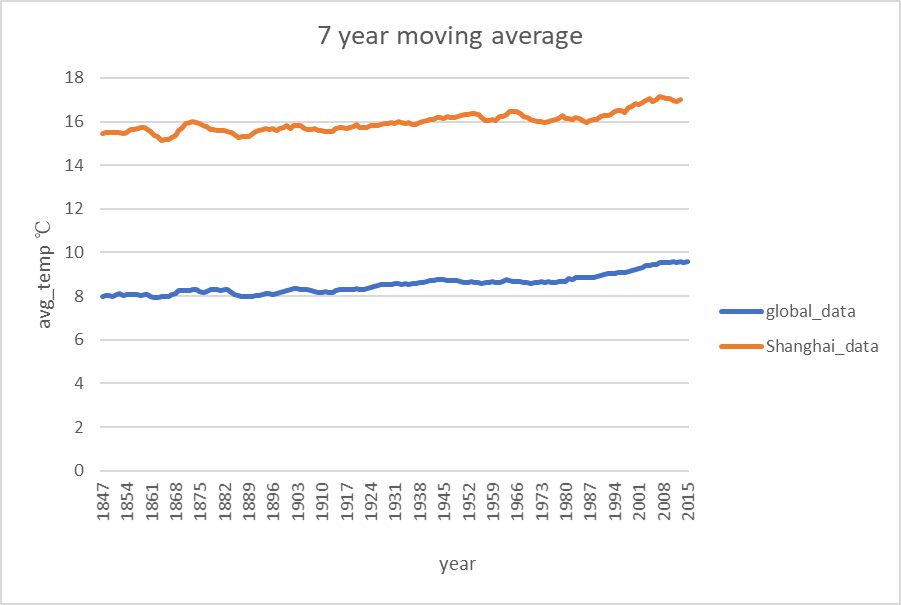 7 year moving average
18
16
14
12
10
8
6
4
2
0
avg_temp ℃
1847 1854 1861 1868 1875 1882 1889 1896 1903 1910 1917 1924 1931 1938 1945 1952 1959 1966 1973 1980 1987 1994 2001 2008 2015
year
global_data
Shanghai_data